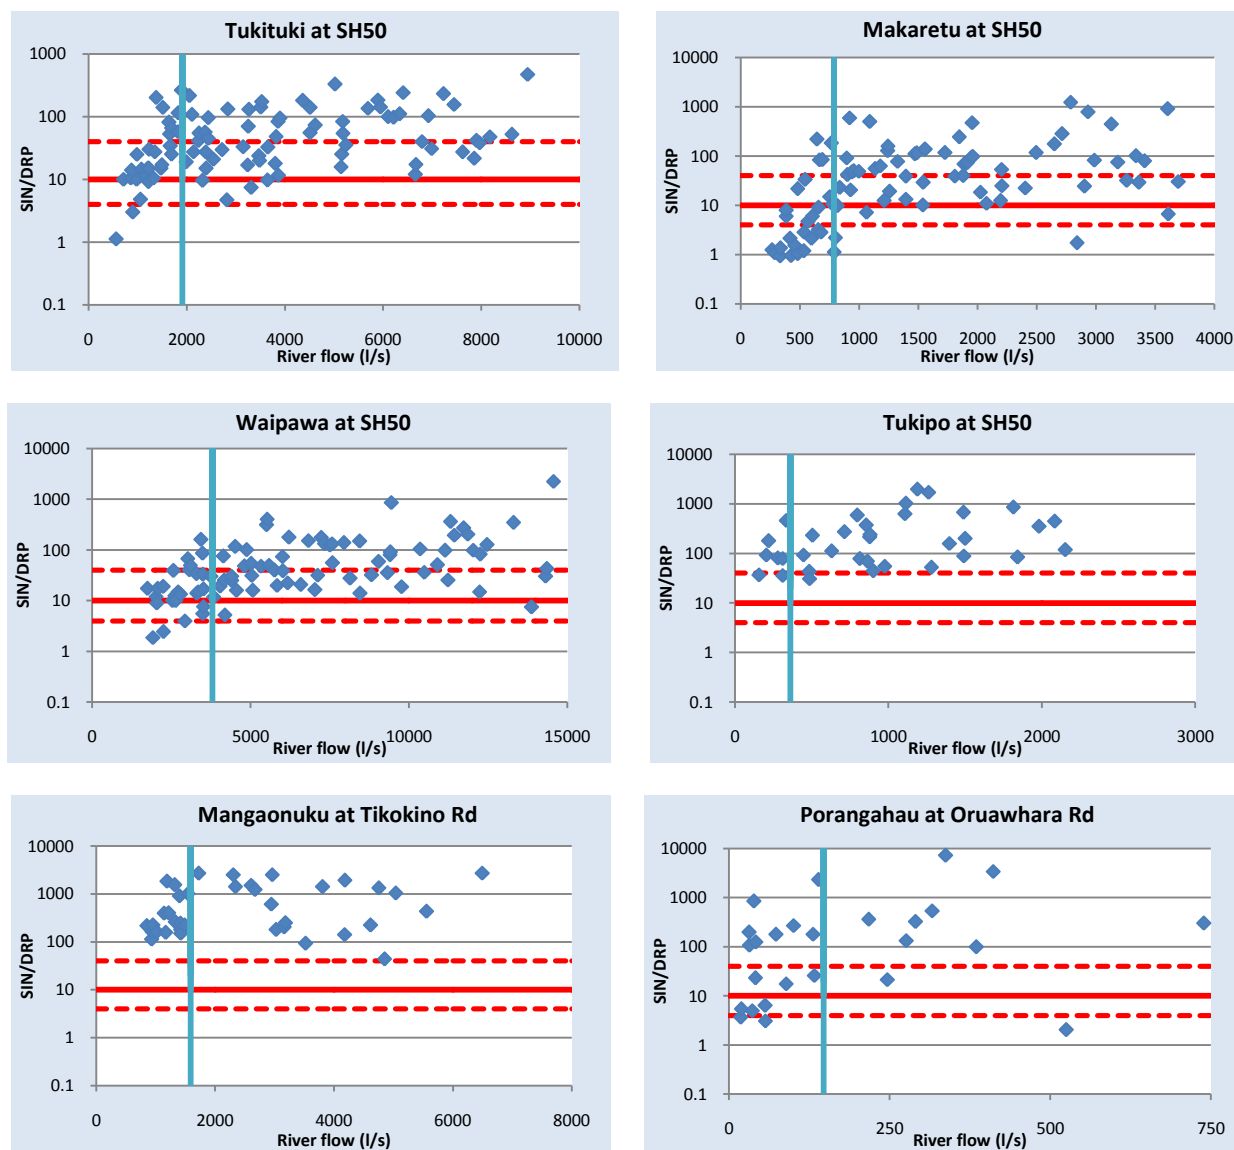 Tukituki at SH50
SIN/DRP
1000
100
10
1
0.1
0 2000 4000 6000 8000 10000
River flow (l/s)
Makaretu at SH50
SIN/DRP
10000
1000
100
10
1
0.1
0 500 1000 1500 2000 2500 3000 3500 4000
River flow (l/s)
Waipawa at SH50
SIN/DRP
10000
1000
100
10
1
0.1
0 5000 10000 15000
River flow (l/s)
Tukipo at SH50
SIN/DRP
10000
1000
100
10
1
0.1
0 1000 2000 3000
River flow (l/s)
Mangaonuku at Tikokino Rd
SIN/DRP
10000
1000
100
10
1
0.1
0 2000 4000 6000 8000
River flow (l/s)
Porangahau at Oruawhara Rd
SIN/DRP
10000
1000
100
10
1
0.1
0 250 500 750
River flow (l/s)